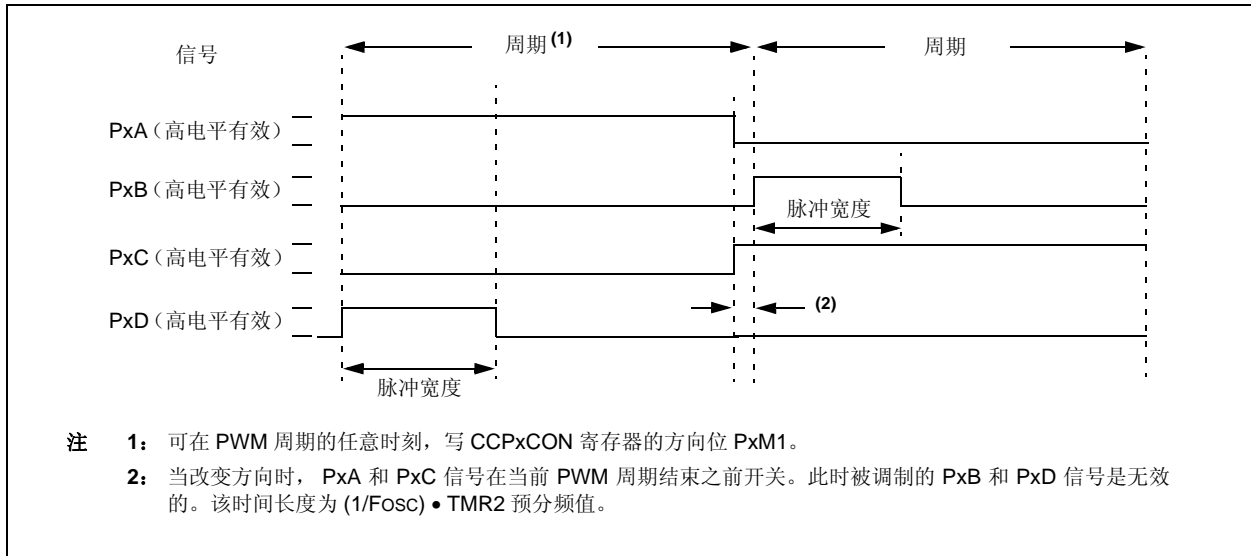 信号
周期(1)
周期
PxA（高电平有效）
PxB（高电平有效）
脉冲宽度
PxC（高电平有效）
(2)
PxD（高电平有效）
脉冲宽度
注 1： 可在 PWM 周期的任意时刻，写 CCPxCON 寄存器的方向位 PxM1。
2： 当改变方向时， PxA 和 PxC 信号在当前 PWM 周期结束之前开关。此时被调制的 PxB 和 PxD 信号是无效
的。该时间长度为 (1/FOSC) • TMR2 预分频值。